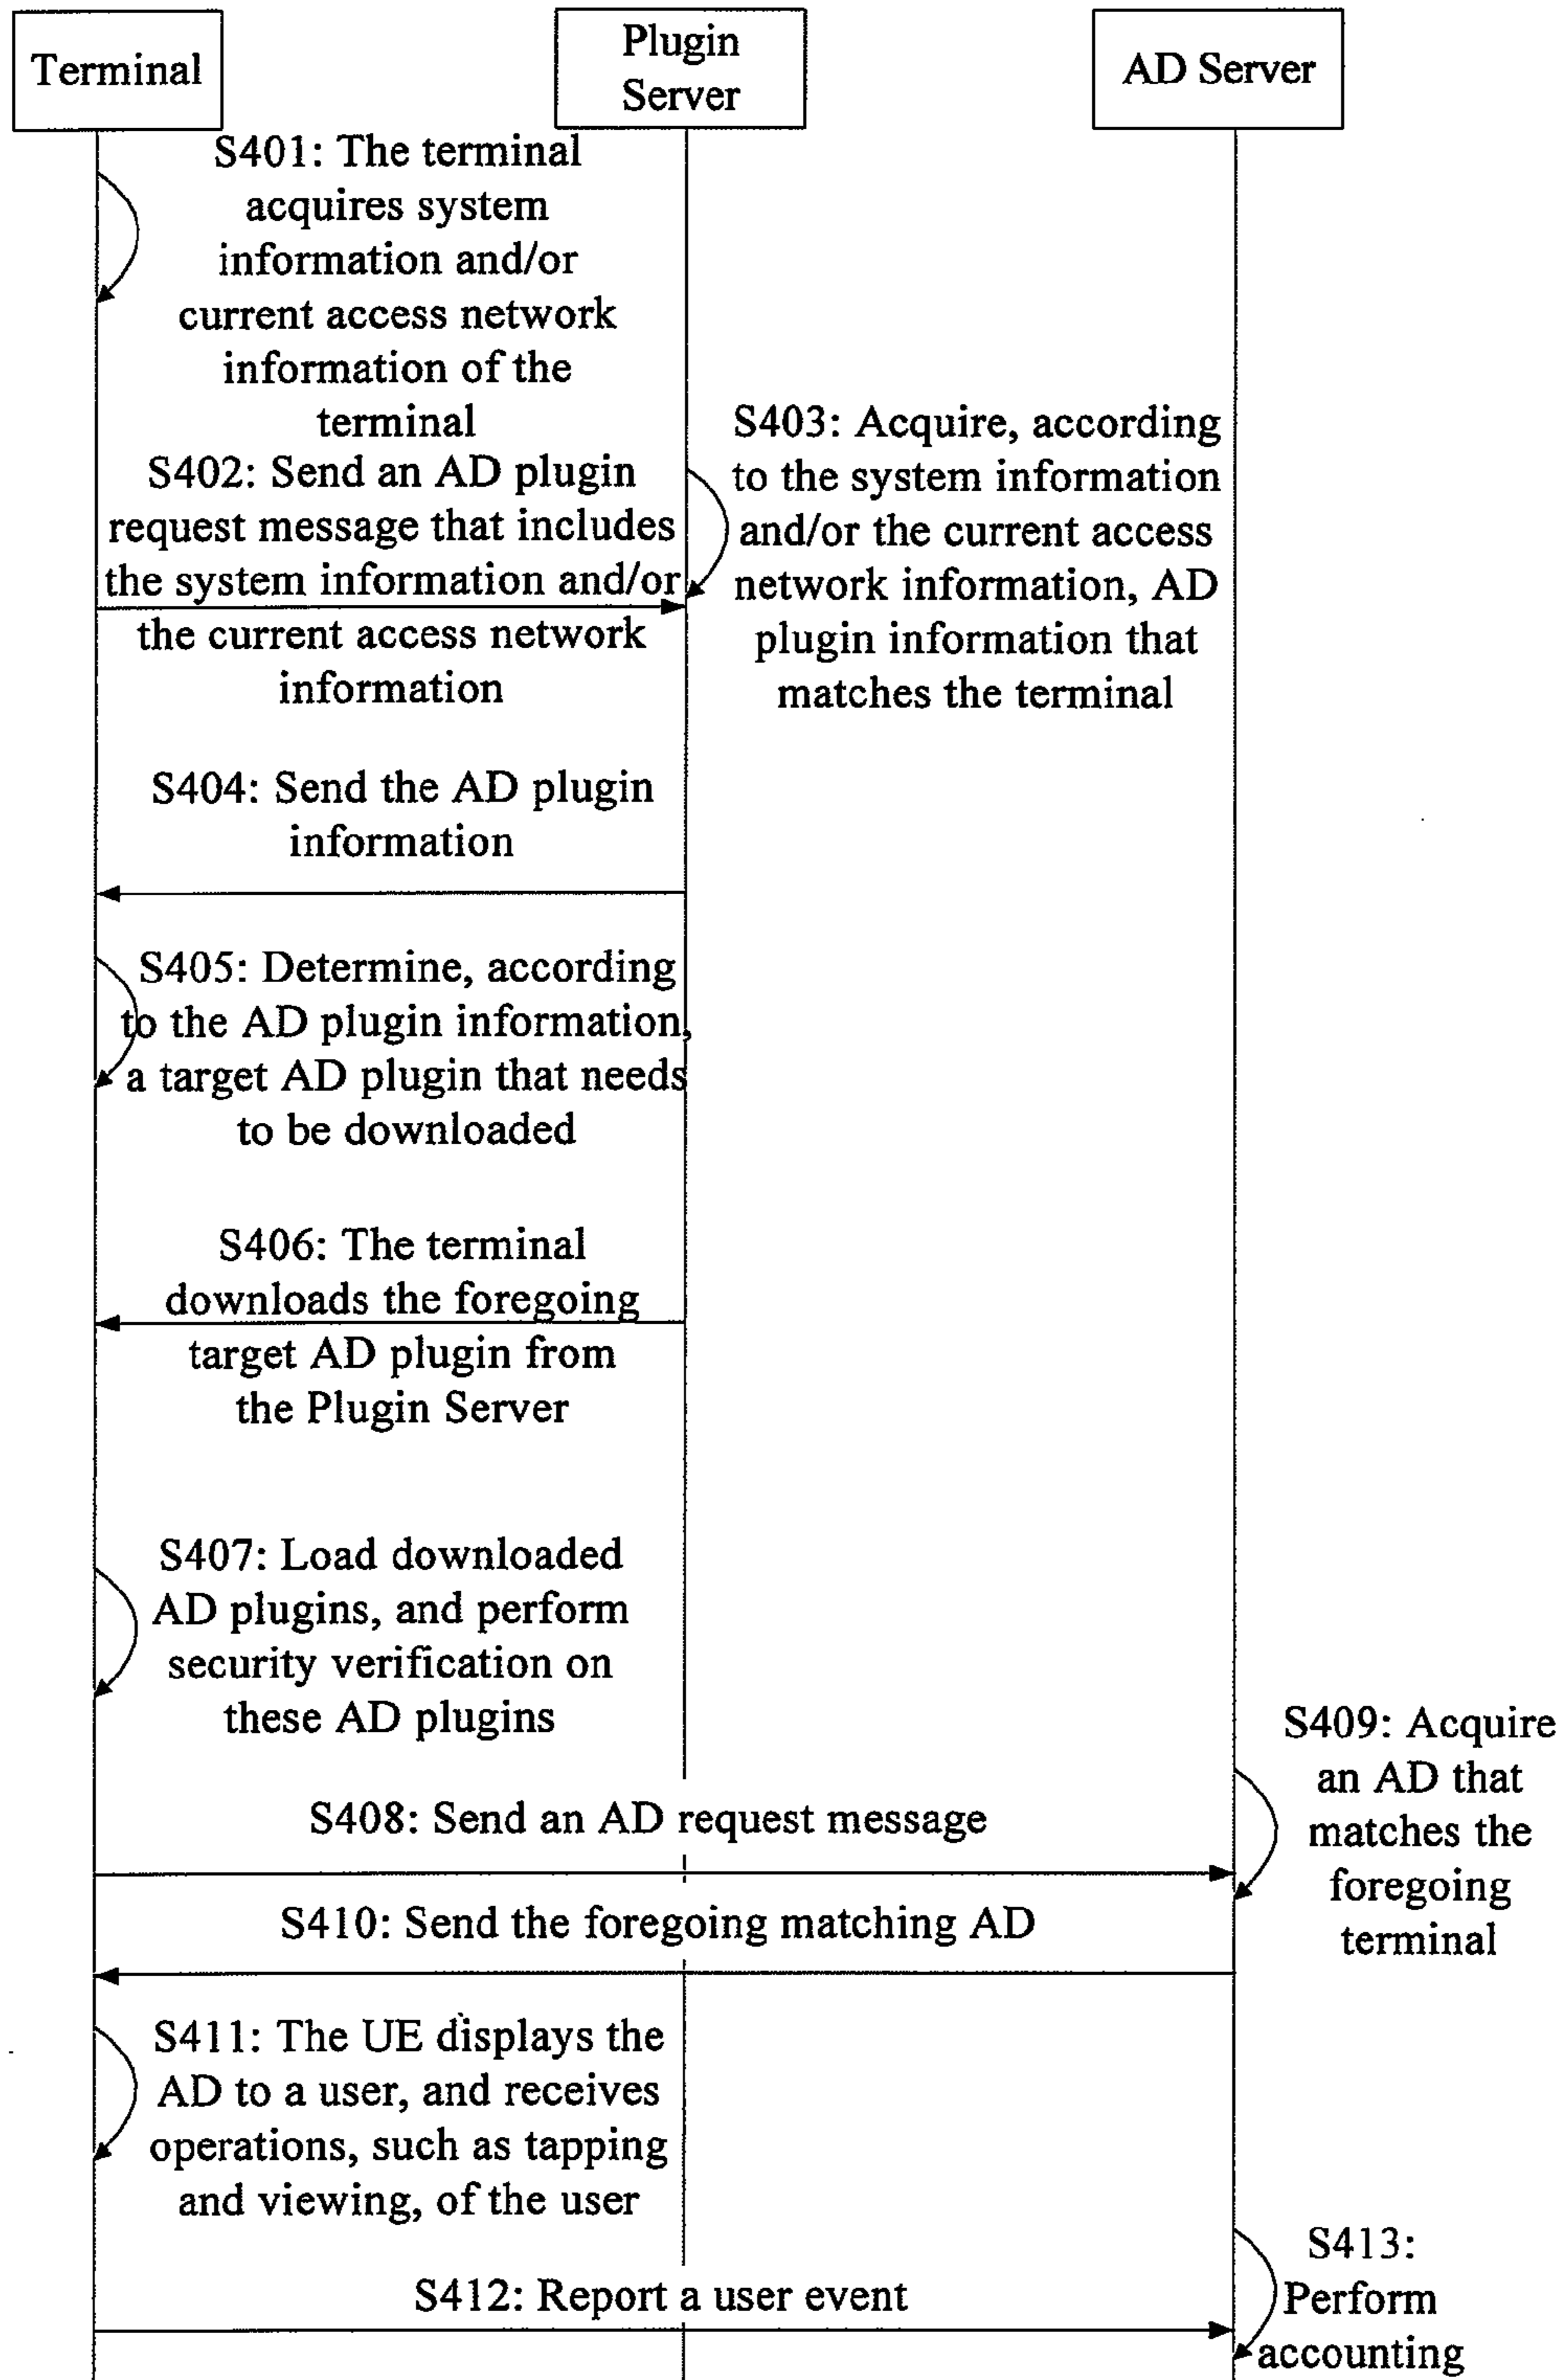 Terminal
Plugin
Server
AD Server
S401: The terminal
acquires system
information and/or
current access network
information of the
terminal
S402: Send an AD plugin
request message that includes
the system information and/or
the current access network
information
S403: Acquire, according
to the system information
and/or the current access
network information, AD
plugin information that
matches the terminal
S404: Send the AD plugin
information
S405: Determine, according
to the AD plugin information,
a target AD plugin that needs
to be downloaded
S406: The terminal
downloads the foregoing
target AD plugin from
the Plugin Server
S407: Load downloaded
AD plugins, and perform
security verification on
these AD plugins
S408: Send an AD request message
S409: Acquire
an AD that
matches the
foregoing
terminal
S410: Send the foregoing matching AD
S411: The UE displays the
AD to a user, and receives
operations, such as tapping
and viewing, of the user
S412: Report a user event
S413:
Perform
accounting